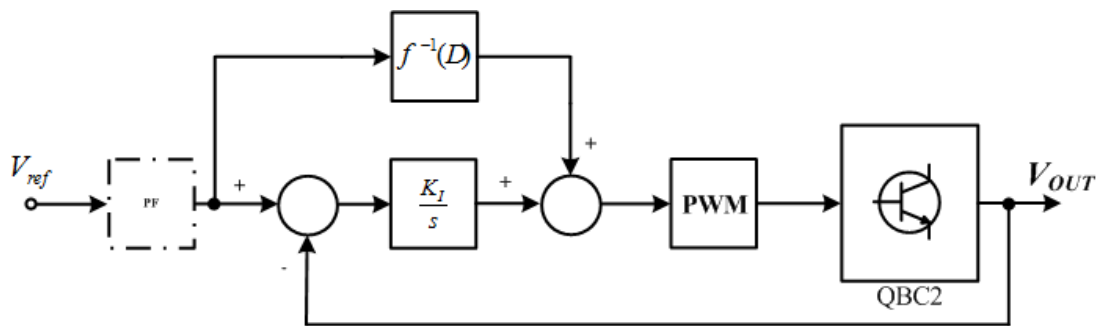 f⁻¹(D)
+
V_ref
PF
+
K_I
s
+
PWM
V_OUT
-
QBC2